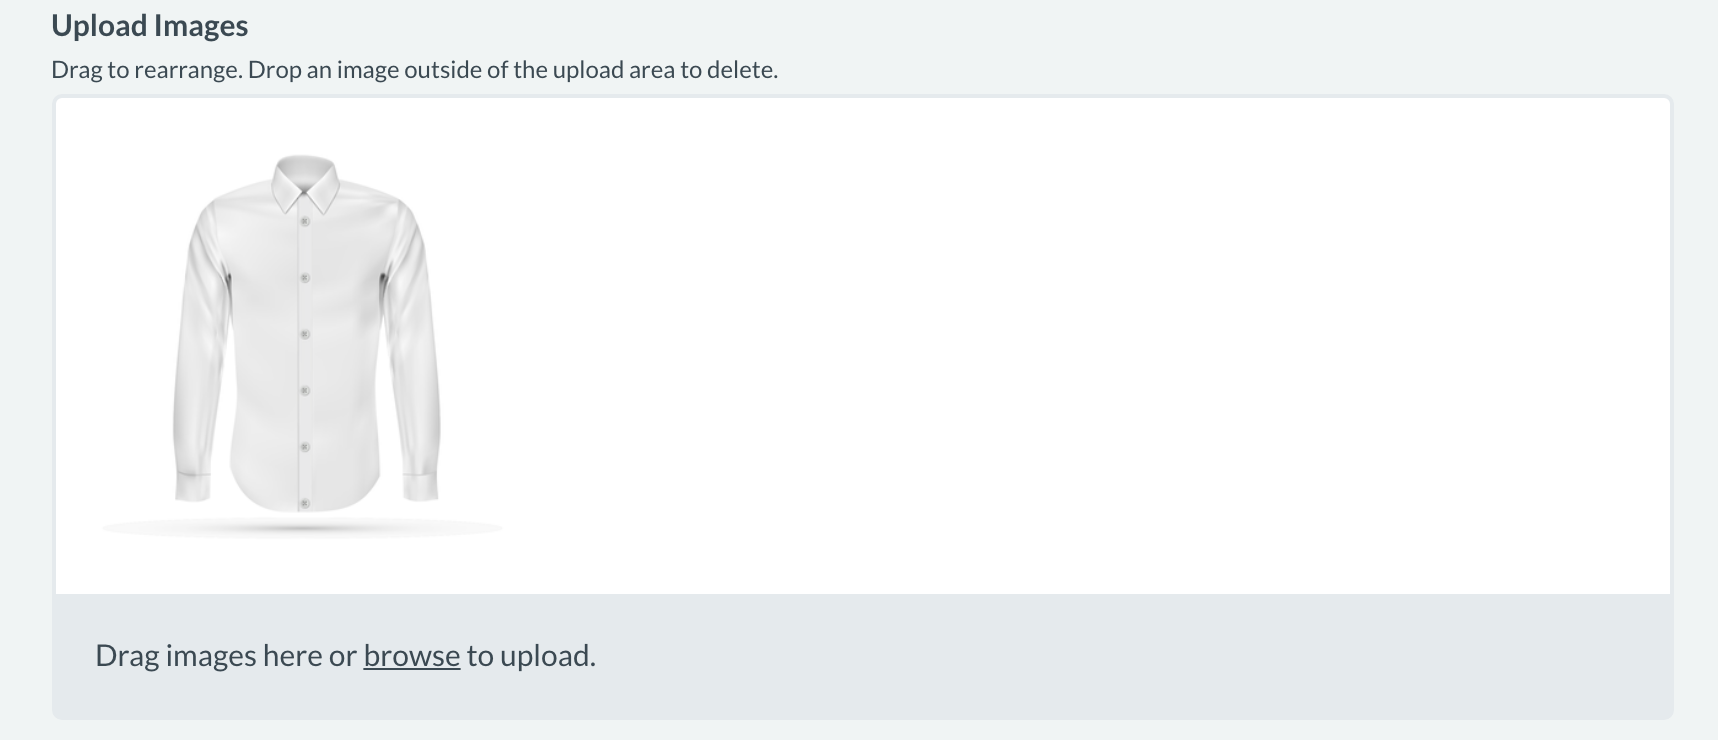 Upload Images
Drag to rearrange. Drop an image outside of the upload area to delete.
Drag images here or browse to upload.